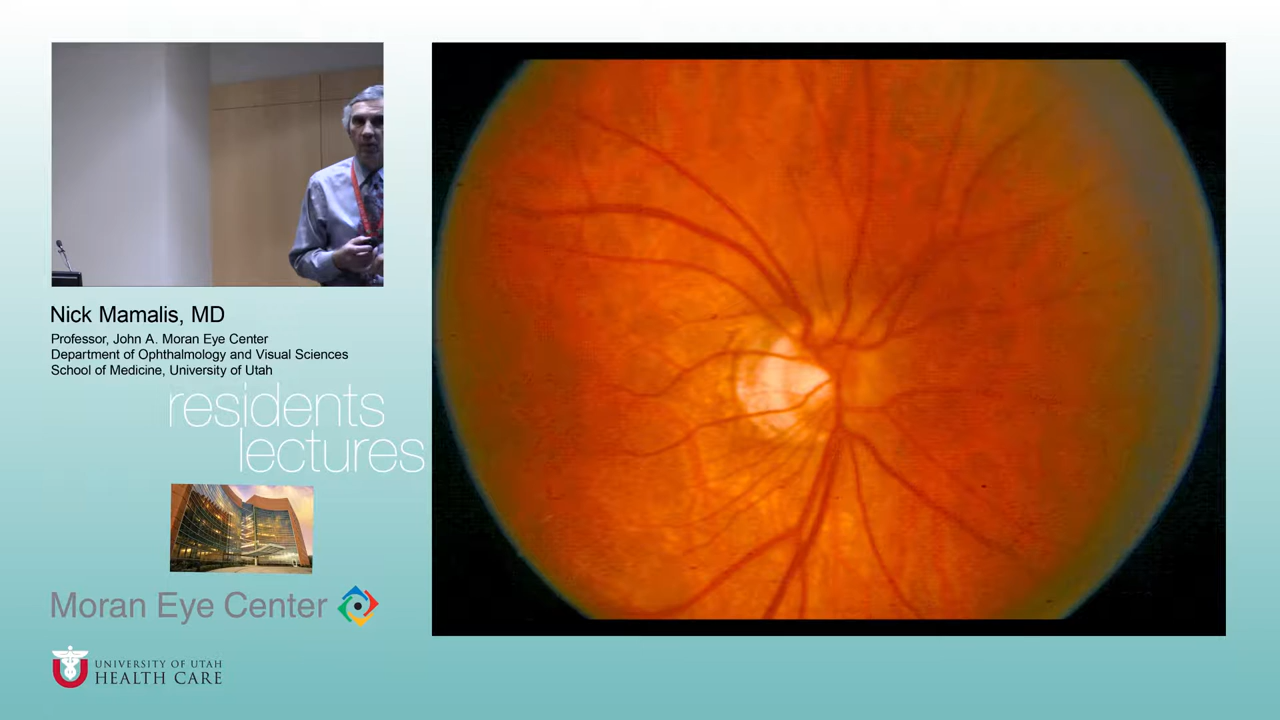 Nick Mamalis, MD
Professor, John A. Moran Eye Center
Department of Ophthalmology and Visual Sciences
School of Medicine, University of Utah
residents
lectures
Moran Eye Center
U
UNIVERSITY OF UTAH
HEALTH CARE